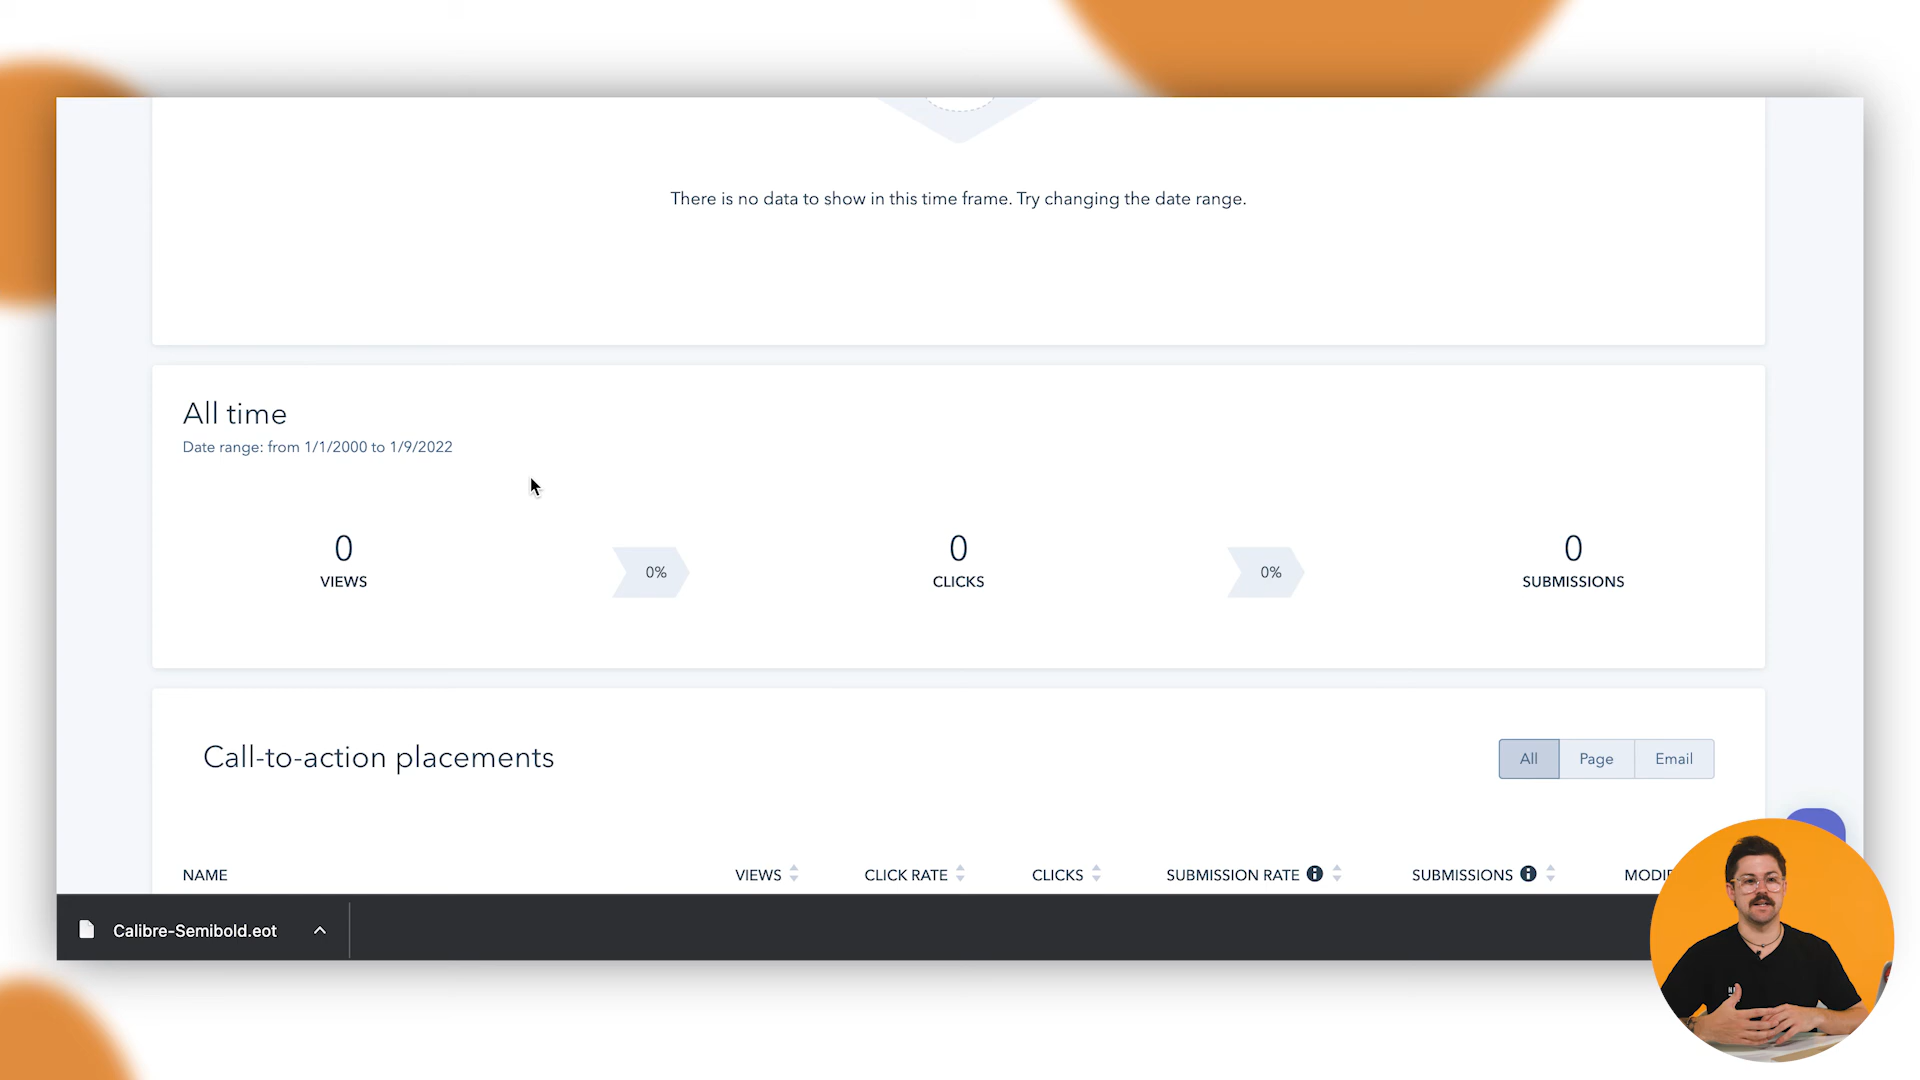 There is no data to show in this time frame. Try changing the date range.
All time
Date range: from 1/1/2000 to 1/9/2022
0 0% 0 0% 0
VIEWS CLICKS SUBMISSIONS
Call-to-action placements
All Page Email
NAME VIEWS CLICK RATE CLICKS SUBMISSION RATE SUBMISSIONS
Calibre-Semibold.eot